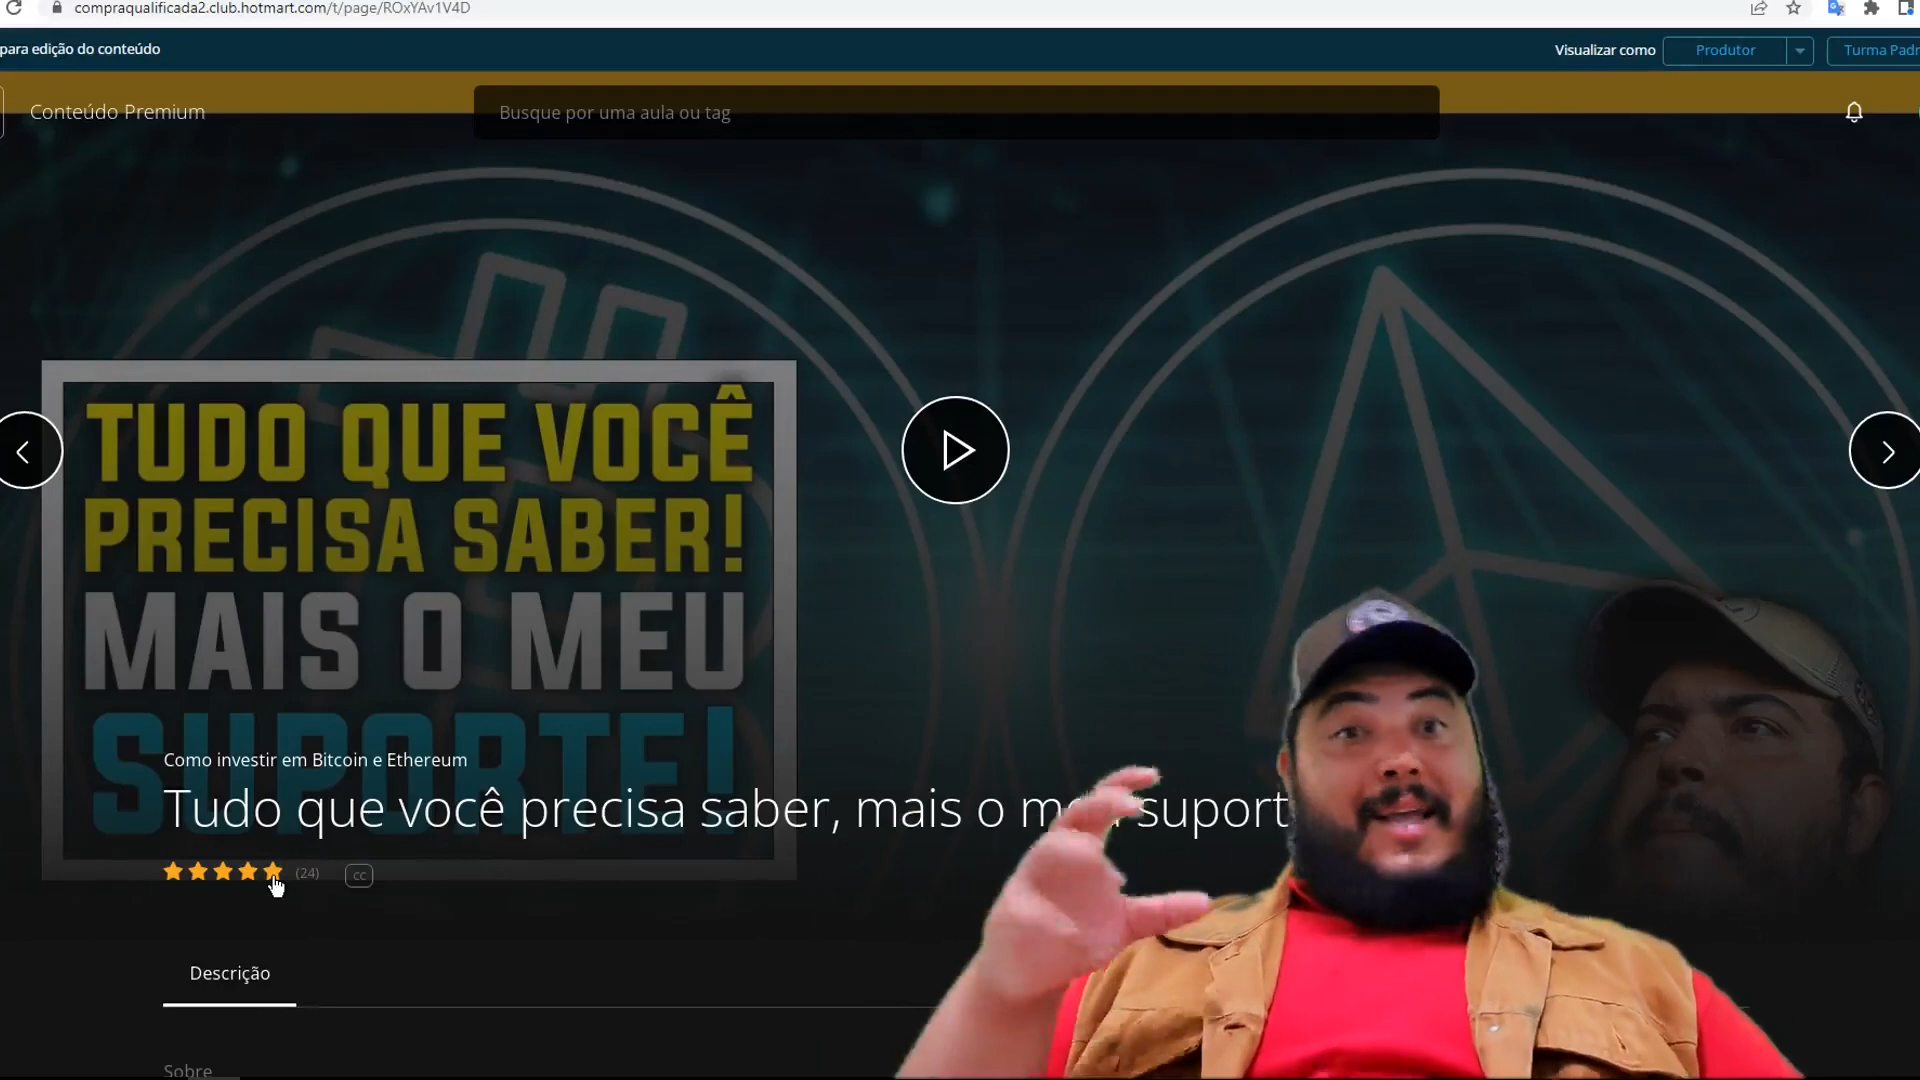 compraqualificada2.club.hotmart.com/t/page/ROxYAv1V4D
para edição do conteúdo
Visualizar como
Produtor
Turma Padr
Conteúdo Premium
Busque por uma aula ou tag
TUDO QUE VOCÊ
PRECISA SABER!
MAIS O MEU
SUPORTE!
Como investir em Bitcoin e Ethereum
Tudo que você precisa saber, mais o m suport
(24)
cc
Descrição
Sobre